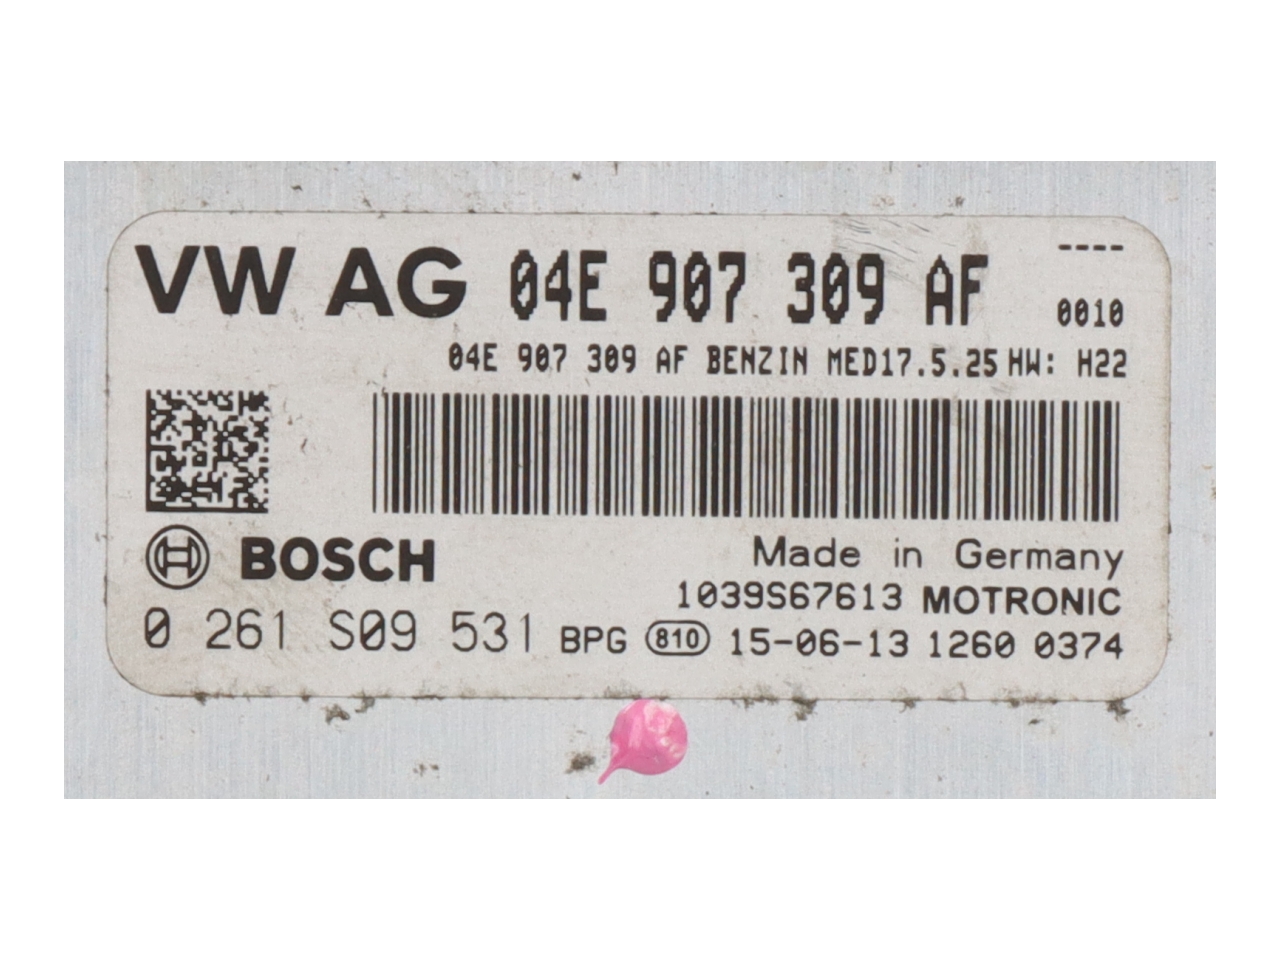 VW AG 04E 907 309 AF ----
0010
04E 907 309 AF BENZIN MED17.5.25 HW: H22
BOSCH
Made in Germany
1039S67613 MOTRONIC
0 261 S09 531 BPG 810 15-06-13 1260 0374